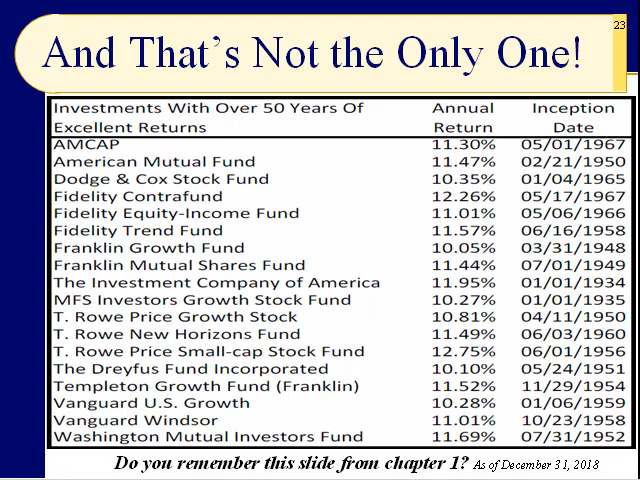 23
And That's Not the Only One!
Investments With Over 50 Years Of Annual Inception
Excellent Returns Return Date
AMCAP 11.30% 05/01/1967
American Mutual Fund 11.47% 02/21/1950
Dodge & Cox Stock Fund 10.35% 01/04/1965
Fidelity Contrafund 12.26% 05/17/1967
Fidelity Equity-Income Fund 11.01% 05/06/1966
Fidelity Trend Fund 11.57% 06/16/1958
Franklin Growth Fund 10.05% 03/31/1948
Franklin Mutual Shares Fund 11.44% 07/01/1949
The Investment Company of America 11.95% 01/01/1934
MFS Investors Growth Stock Fund 10.27% 01/01/1935
T. Rowe Price Growth Stock 10.81% 04/11/1950
T. Rowe New Horizons Fund 11.49% 06/03/1960
T. Rowe Price Small-cap Stock Fund 12.75% 06/01/1956
The Dreyfus Fund Incorporated 10.10% 05/24/1951
Templeton Growth Fund (Franklin) 11.52% 11/29/1954
Vanguard U.S. Growth 10.28% 01/06/1959
Vanguard Windsor 11.01% 10/23/1958
Washington Mutual Investors Fund 11.69% 07/31/1952
Do you remember this slide from chapter 1? As of December 31, 2018